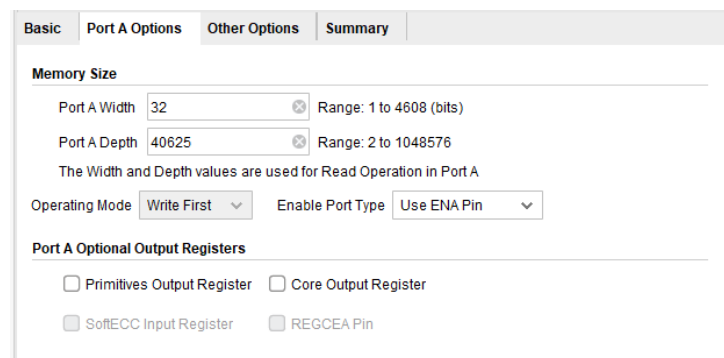 Basic Port A Options Other Options Summary
Memory Size
Port A Width 32 Range: 1 to 4608 (bits)
Port A Depth 40625 Range: 2 to 1048576
The Width and Depth values are used for Read Operation in Port A
Operating Mode Write First Enable Port Type Use ENA Pin
Port A Optional Output Registers
Primitives Output Register Core Output Register
SoftECC Input Register REGCEA Pin